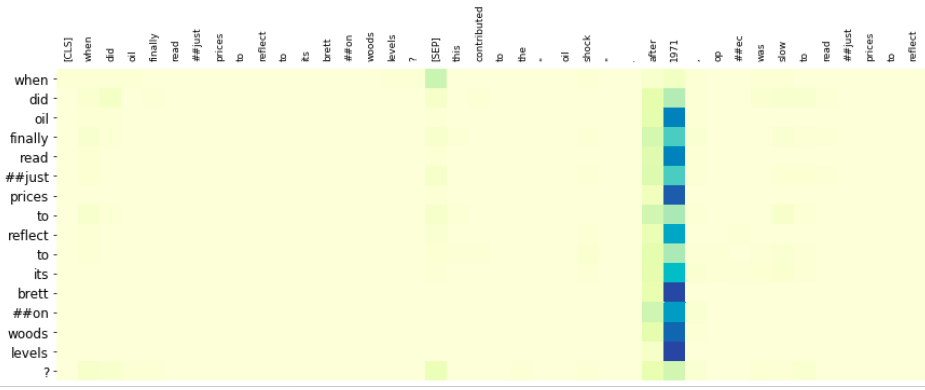 [CLS] when did oil finally read ##just prices to reflect to its brett ##on woods levels ? [SEP] this contributed to the " oil shock " . after 1971 , op ##ec was slow to read ##just prices to reflect
when
did
oil
finally
read
##just
prices
to
reflect
to
its
brett
##on
woods
levels
?